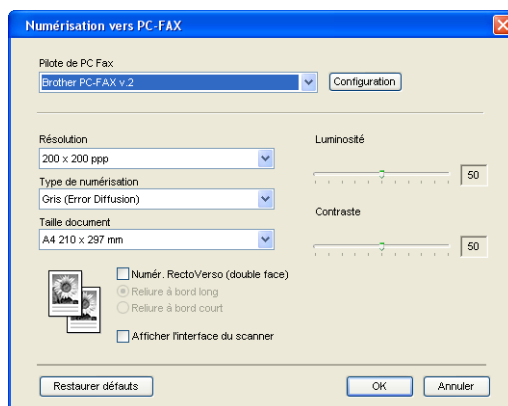 Numérisation vers PC-FAX
Pilote de PC Fax
Brother PC-FAX v.2
Configuration
Résolution
200 x 200 ppp
Type de numérisation
Gris (Error Diffusion)
Taille document
A4 210 x 297 mm
Luminosité
50
Contraste
50
Numér. RectoVerso (double face)
Reliure à bord long
Reliure à bord court
Afficher l'interface du scanner
Restaurer défauts
OK
Annuler